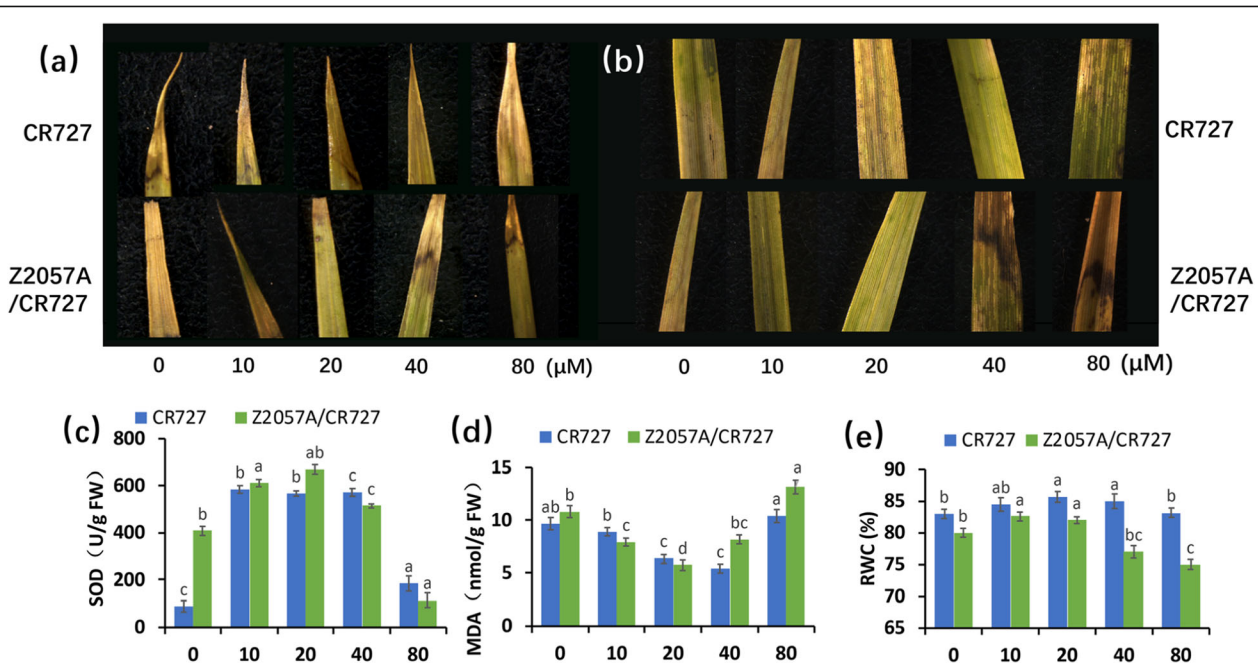 (a)
(b)
CR727
CR727
Z2057A
/CR727
Z2057A
/CR727
0 10 20 40 80 (μM)
0 10 20 40 80 (μM)
(c)
CR727 Z2057A/CR727
SOD（U/g FW）
800
600
400
200
0
c b b a b ab c c a a
0 10 20 40 80
(d)
CR727 Z2057A/CR727
MDA（nmol/g FW）
15
10
5
0
ab b b c c d c bc a a
0 10 20 40 80
(e)
CR727 Z2057A/CR727
RWC (%)
90
85
80
75
70
65
b b ab a a a a bc b c
0 10 20 40 80